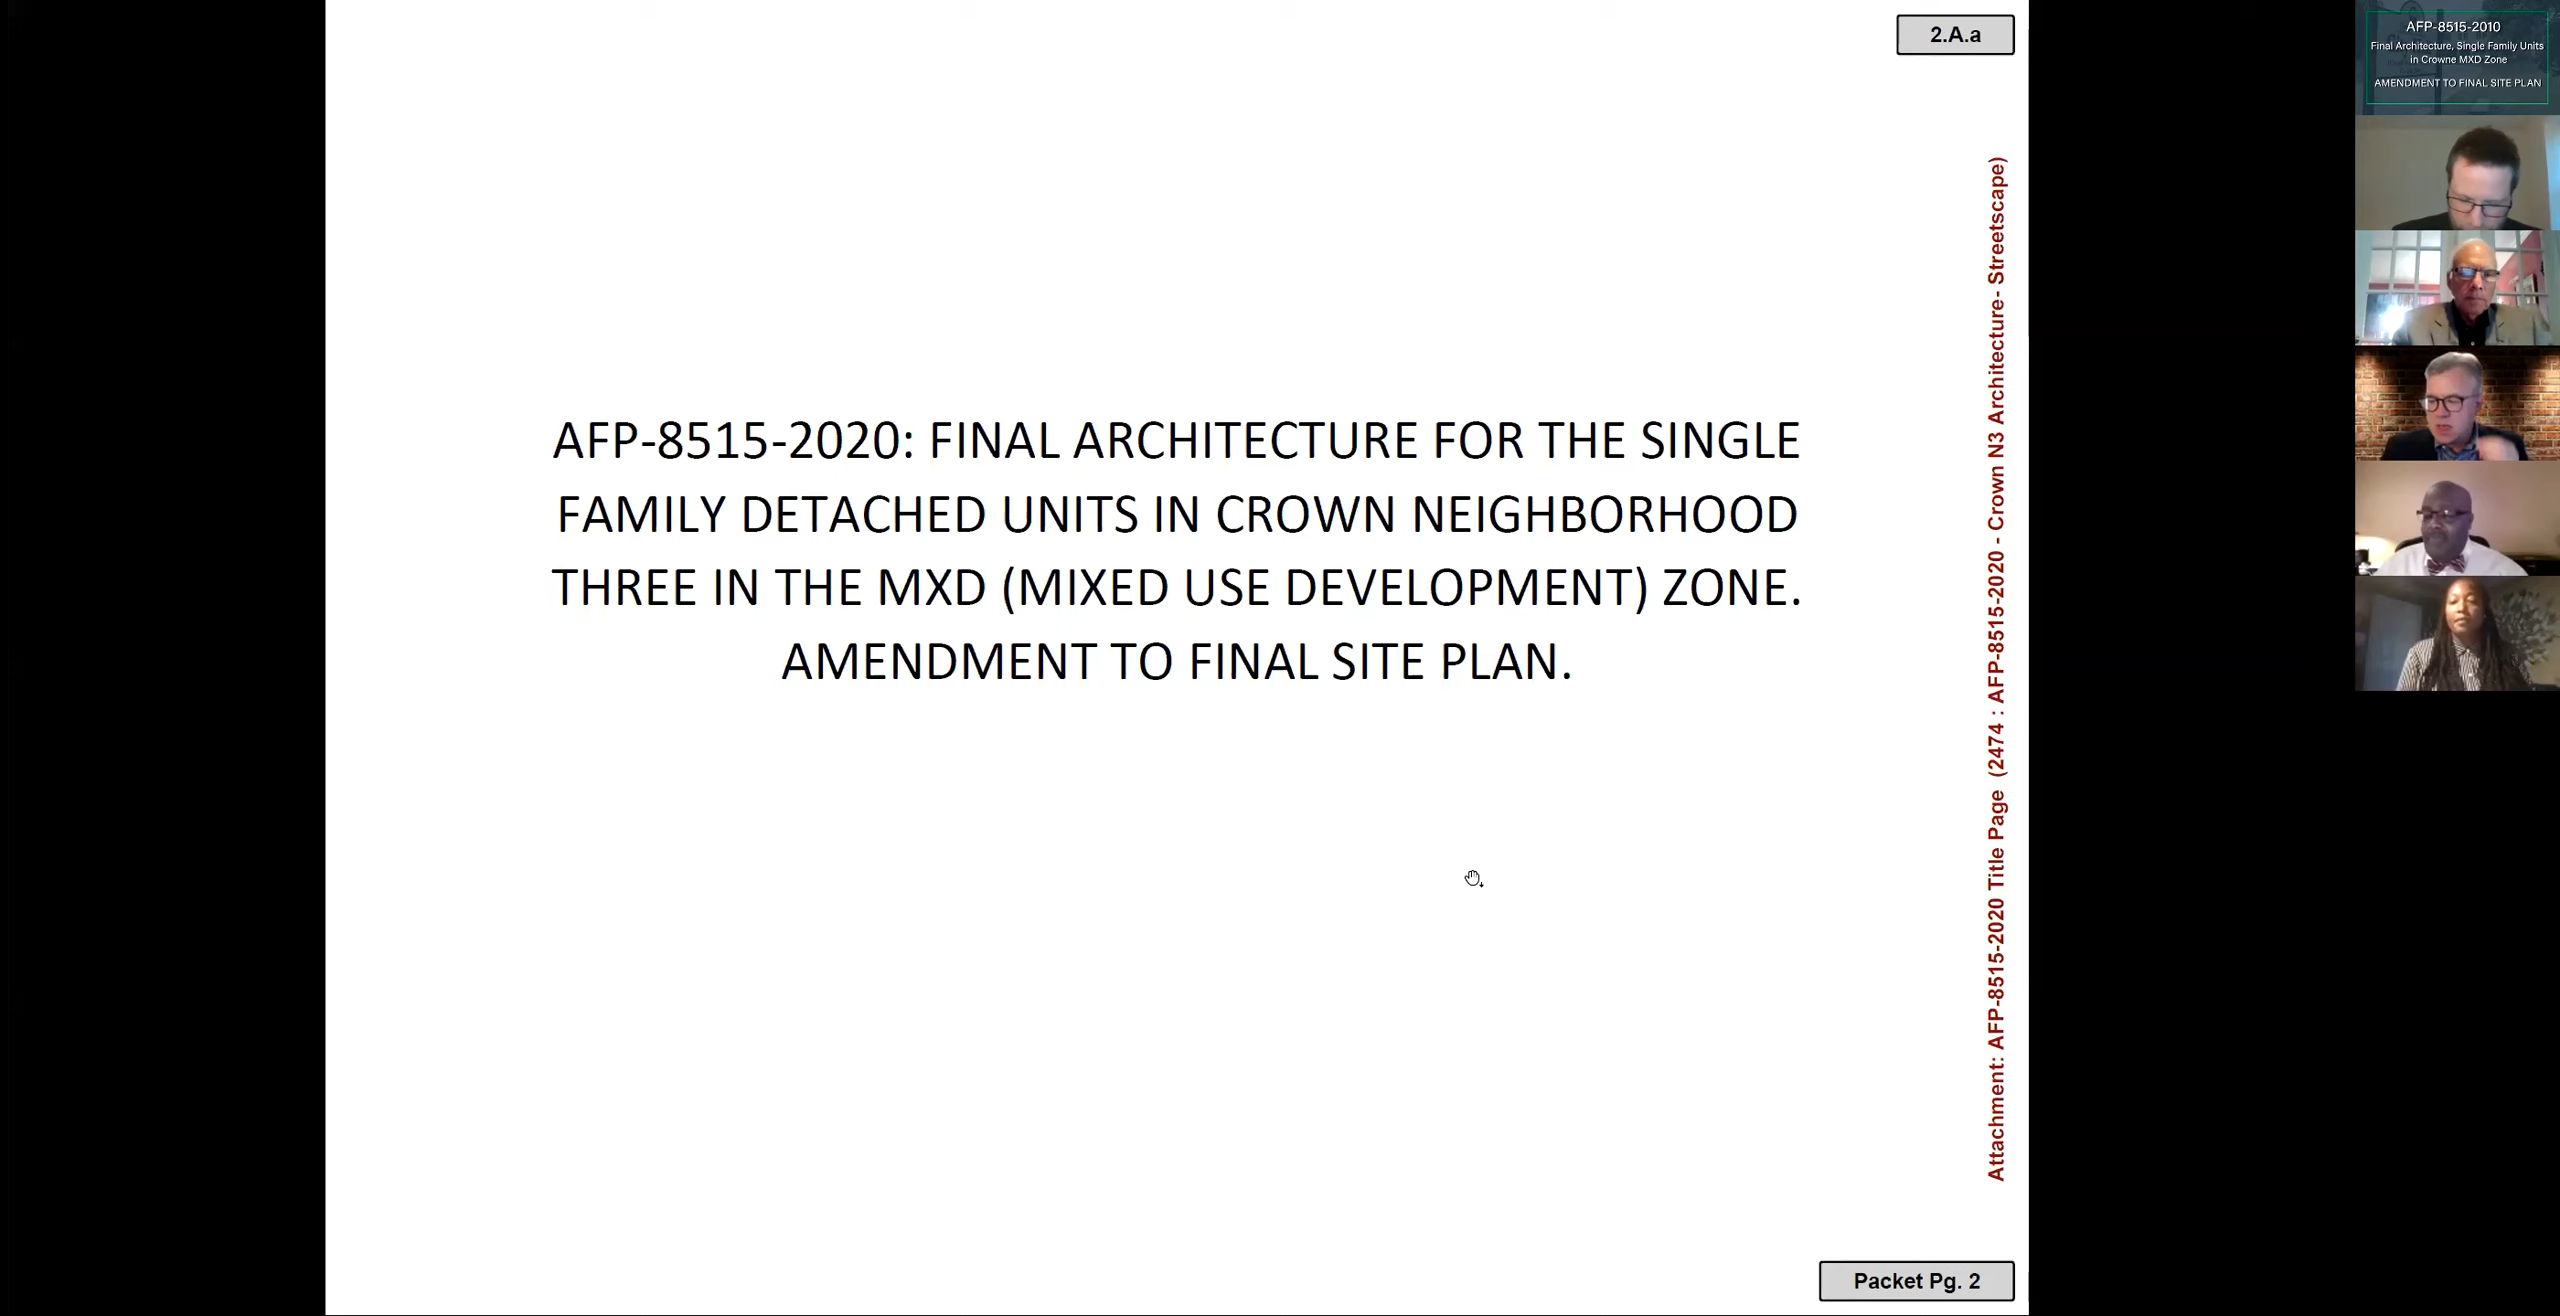 2.A.a
AFP-8515-2020: FINAL ARCHITECTURE FOR THE SINGLE
FAMILY DETACHED UNITS IN CROWN NEIGHBORHOOD
THREE IN THE MXD (MIXED USE DEVELOPMENT) ZONE.
AMENDMENT TO FINAL SITE PLAN.
Attachment: AFP-8515-2020 Title Page (2474 : AFP-8515-2020 - Crown N3 Architecture- Streetscape)
Packet Pg. 2
AFP-8515-2010
Final Architecture, Single Family Units
in Crowne MXD Zone
AMENDMENT TO FINAL SITE PLAN